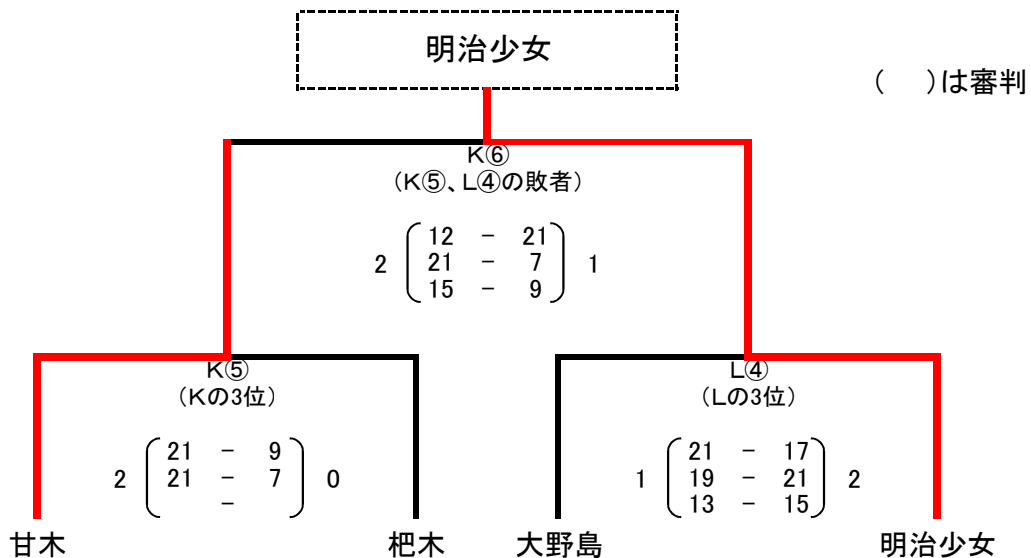 明治少女
(　)は審判
K⑥
(K⑤、L④の敗者)
12 - 21
2 21 - 7 1
15 - 9
K⑤
(Kの3位)
21 - 9
2 21 - 7 0
-
L④
(Lの3位)
21 - 17
1 19 - 21 2
13 - 15
甘木 杷木 大野島 明治少女